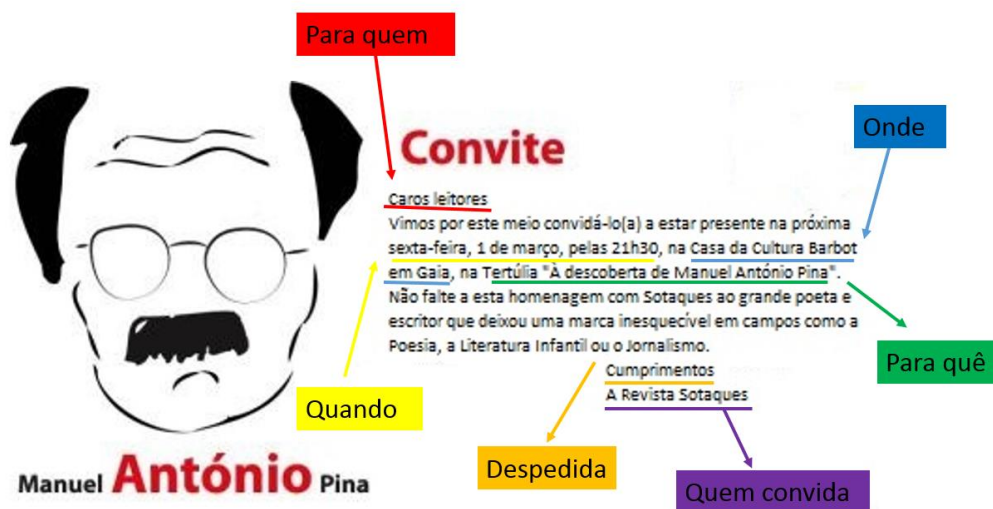 Para quem
Onde
Convite
Caros leitores
Vimos por este meio convidá-lo(a) a estar presente na próxima
sexta-feira, 1 de março, pelas 21h30, na Casa da Cultura Barbot
em Gaia, na Tertúlia "À descoberta de Manuel António Pina".
Não falte a esta homenagem com Sotaques ao grande poeta e
escritor que deixou uma marca inesquecível em campos como a
Poesia, a Literatura Infantil ou o Jornalismo.
Cumprimentos
A Revista Sotaques
Para quê
Quando
Despedida
Quem convida
Manuel António Pina